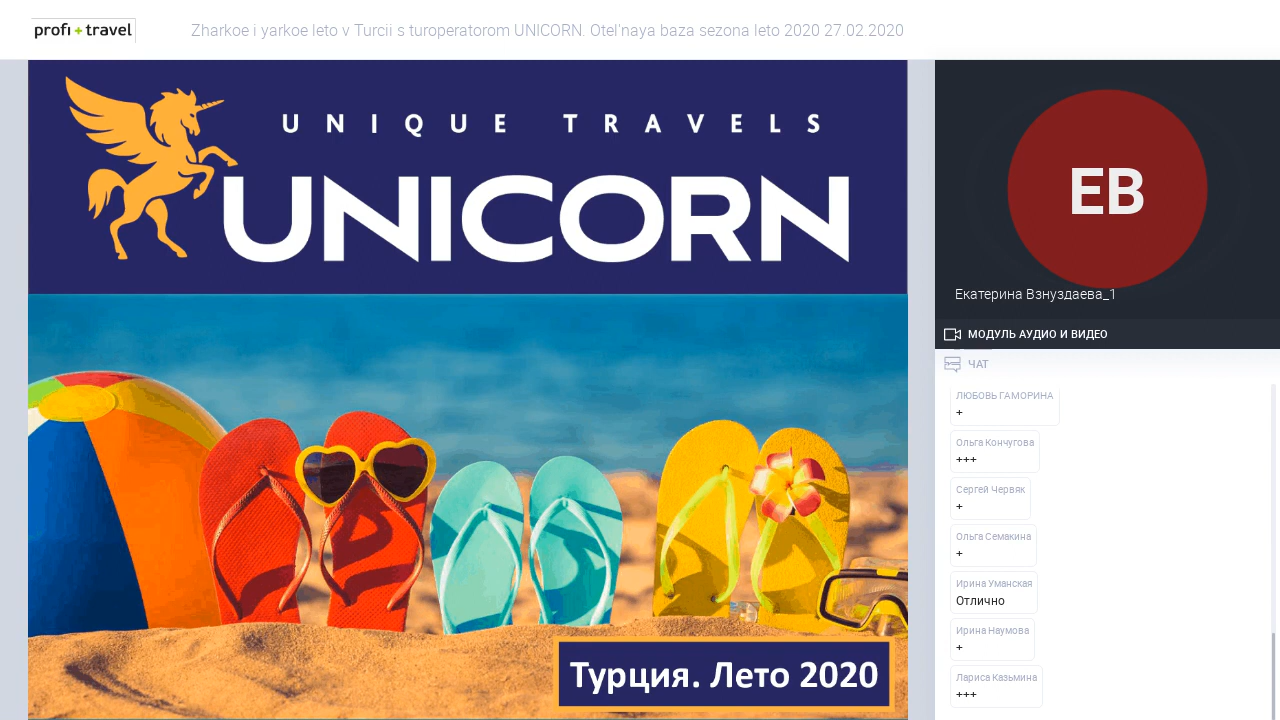 profi + travel
Zharkoe i yarkoe leto v Turcii s turoperatorom UNICORN. Otel'naya baza sezona leto 2020 27.02.2020
UNIQUE TRAVELS
UNICORN
Турция. Лето 2020
ЕВ
Екатерина Взнуздаева_1
МОДУЛЬ АУДИО И ВИДЕО
ЧАТ
ЛЮБОВЬ ГАМОРИНА
+
Ольга Кончугова
+++
Сергей Червяк
+
Ольга Семакина
+
Ирина Уманская
Отлично
Ирина Наумова
+
Лариса Казьмина
+++